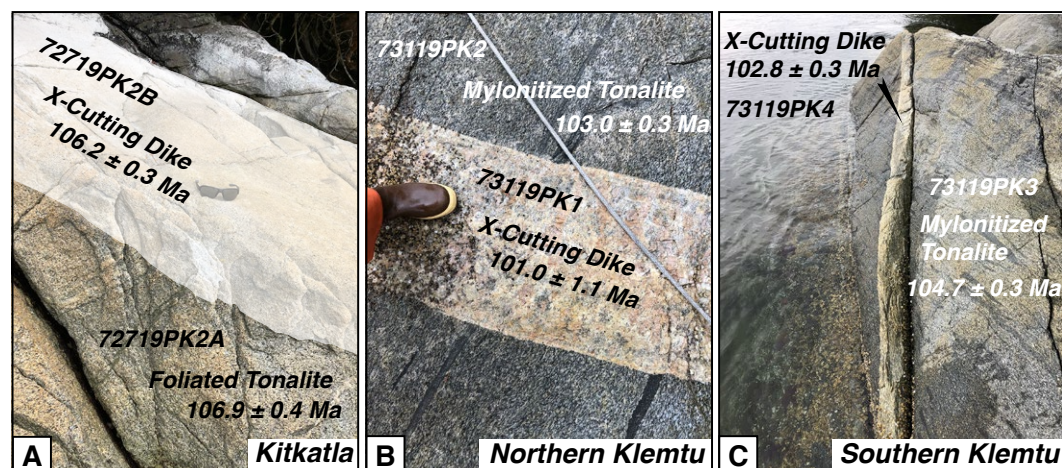 72719PK2B
X-Cutting Dike
106.2 ± 0.3 Ma
72719PK2A
Foliated Tonalite
106.9 ± 0.4 Ma
A
Kitkatla
73119PK2
Mylonitized Tonalite
103.0 ± 0.3 Ma
73119PK1
X-Cutting Dike
101.0 ± 1.1 Ma
B
Northern Klemtu
X-Cutting Dike
102.8 ± 0.3 Ma
73119PK4
73119PK3
Mylonitized
Tonalite
104.7 ± 0.3 Ma
C
Southern Klemtu